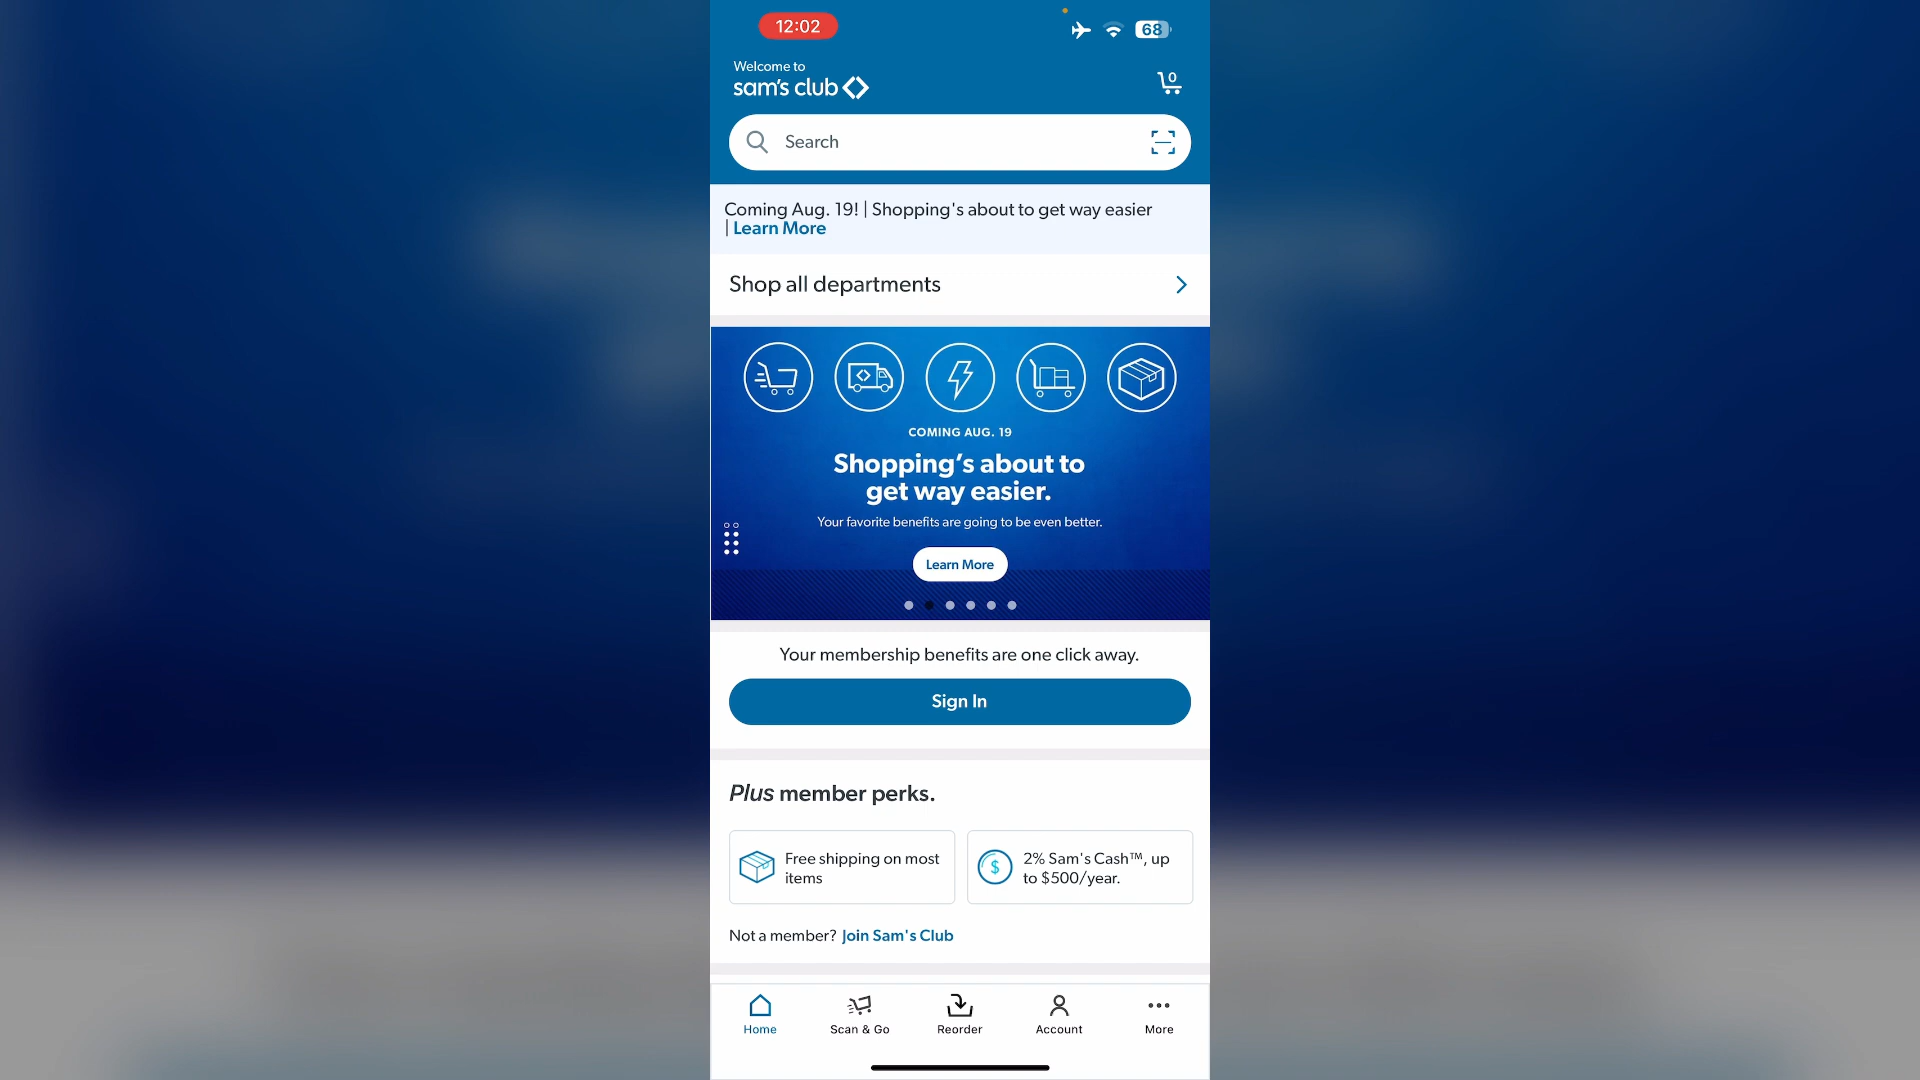 12:02
68
Welcome to
sam's club
0
Search
Coming Aug. 19! | Shopping's about to get way easier
| Learn More
Shop all departments
COMING AUG. 19
Shopping's about to
get way easier.
Your favorite benefits are going to be even better.
Learn More
Your membership benefits are one click away.
Sign In
Plus member perks.
Free shipping on most
items
2% Sam's Cash™, up
to $500/year.
Not a member? Join Sam's Club
Home
Scan & Go
Reorder
Account
More